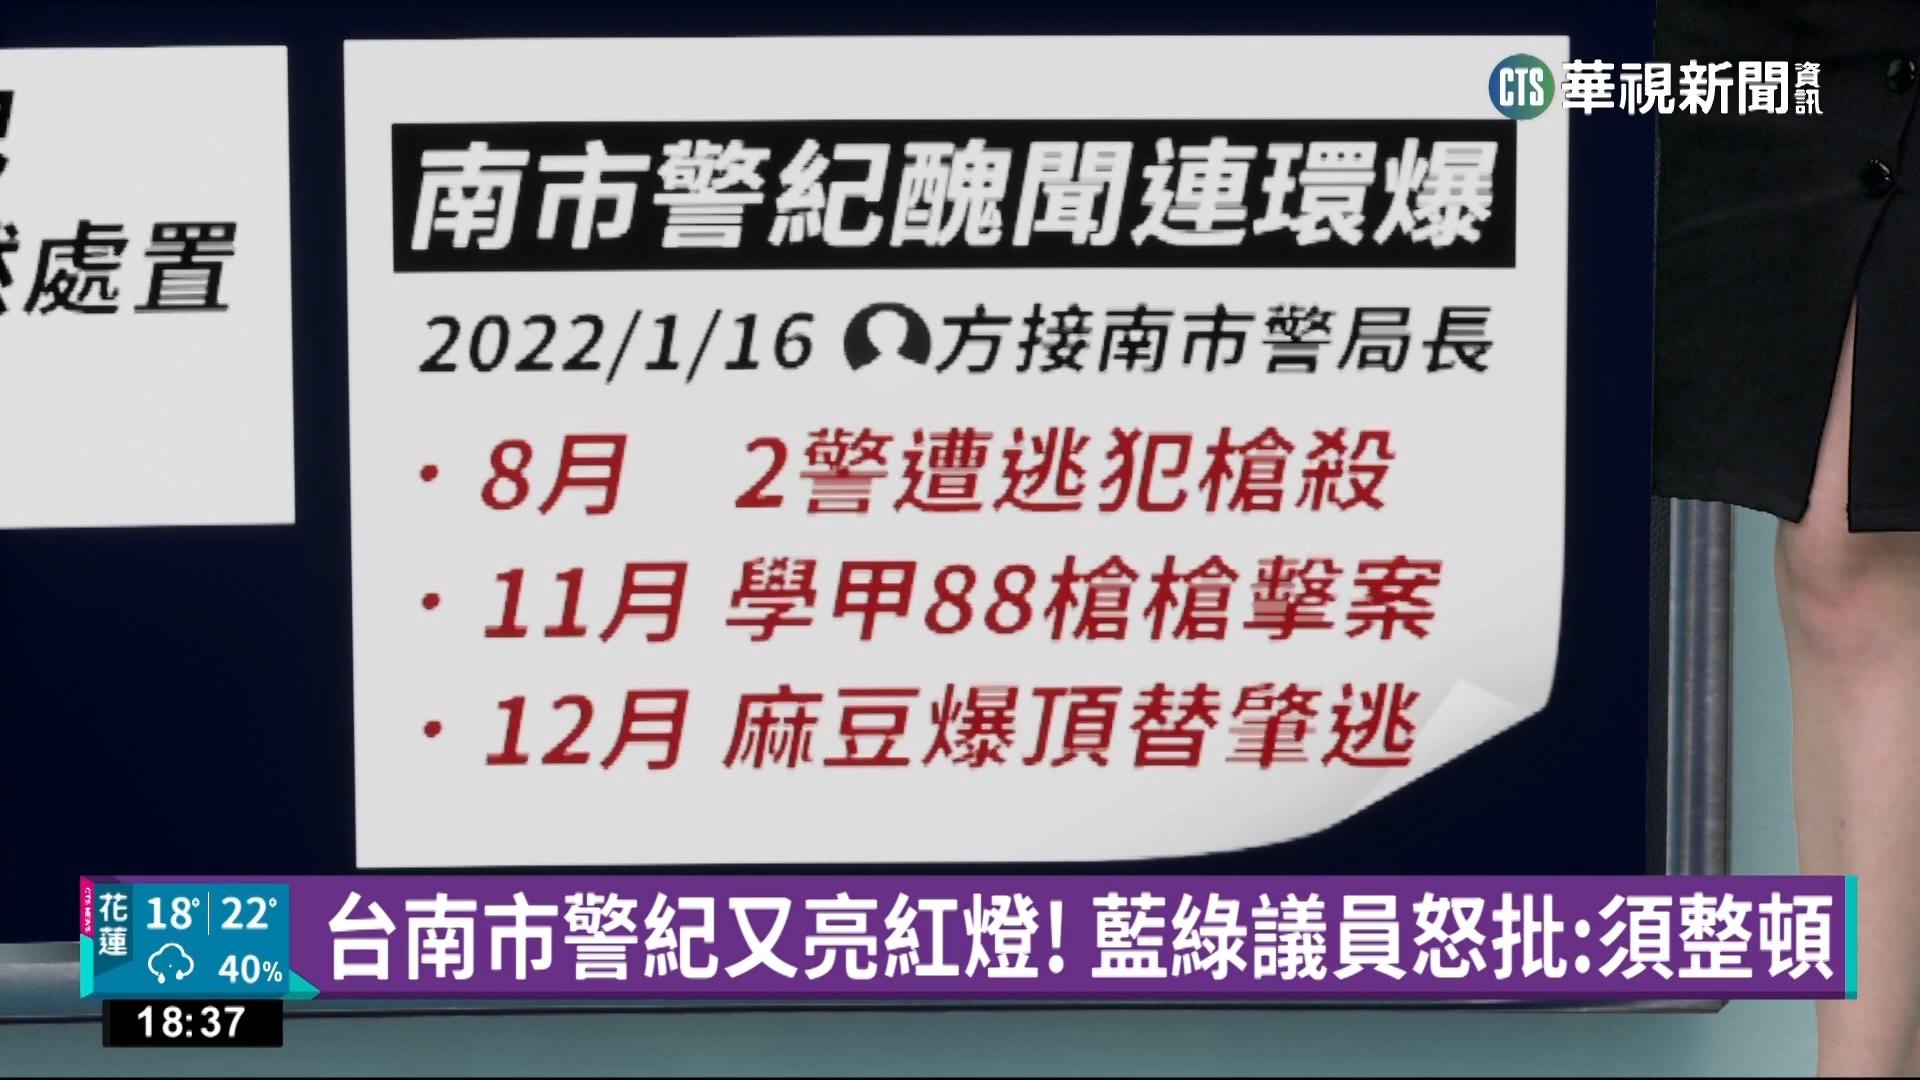 CTS 華視新聞資訊
處置
南市警紀醜聞連環爆
2022/1/16 方接南市警局長
・8月 2警遭逃犯槍殺
・11月 學甲88槍槍擊案
・12月 麻豆爆頂替肇逃
台南市警紀又亮紅燈! 藍綠議員怒批:須整頓
花蓮 18° 22°
40%
18:37